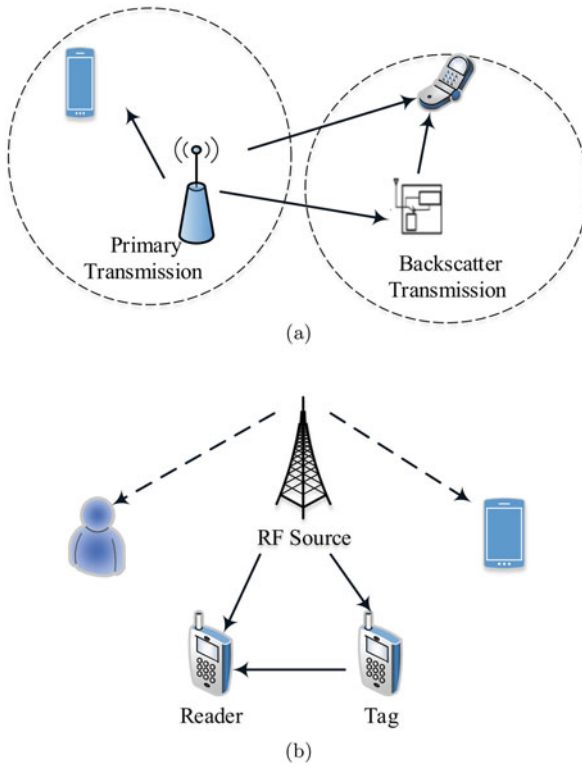 Primary
Transmission
Backscatter
Transmission
(a)
RF Source
Reader
Tag
(b)